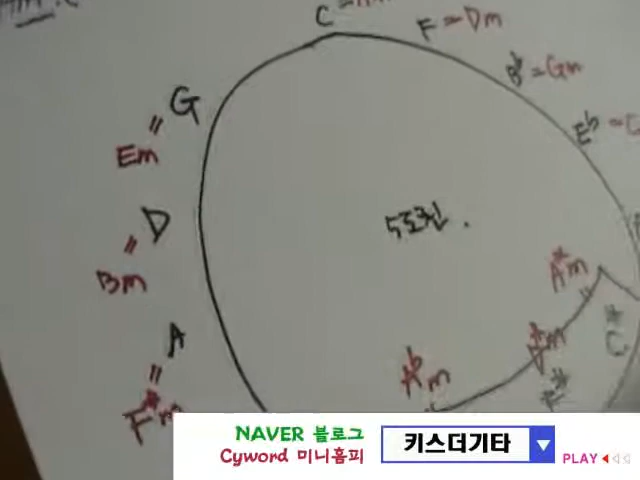 C =
F = Dm
B♭ = Gm
E♭ =
G = Em
D = Bm
A = F#m
5도권.
A#m
D#m
A♭m
C#
F#
NAVER 블로그
Cyword 미니홈피
키스더기타
PLAY